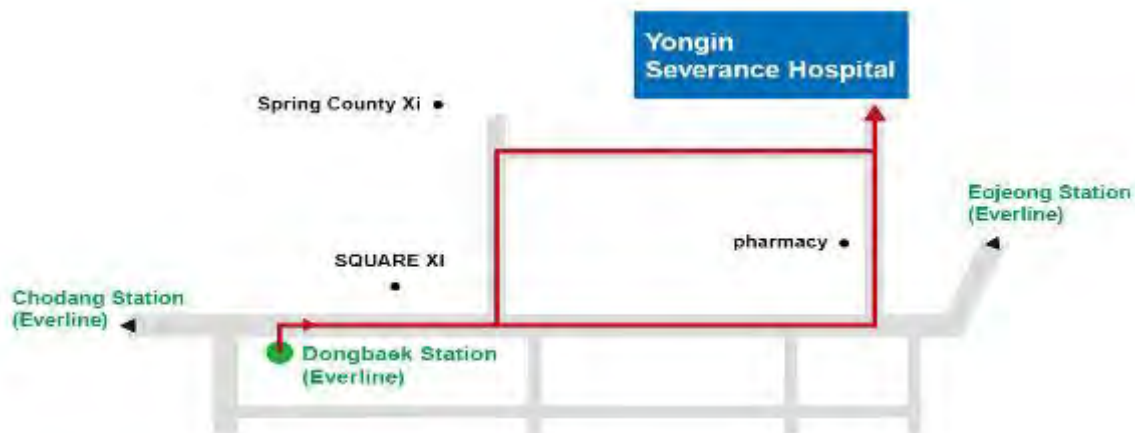 Yongin
Severance Hospital
Spring County Xi
Eojeong Station
(Everline)
pharmacy
SQUARE XI
Chodang Station
(Everline)
Dongbaek Station
(Everline)